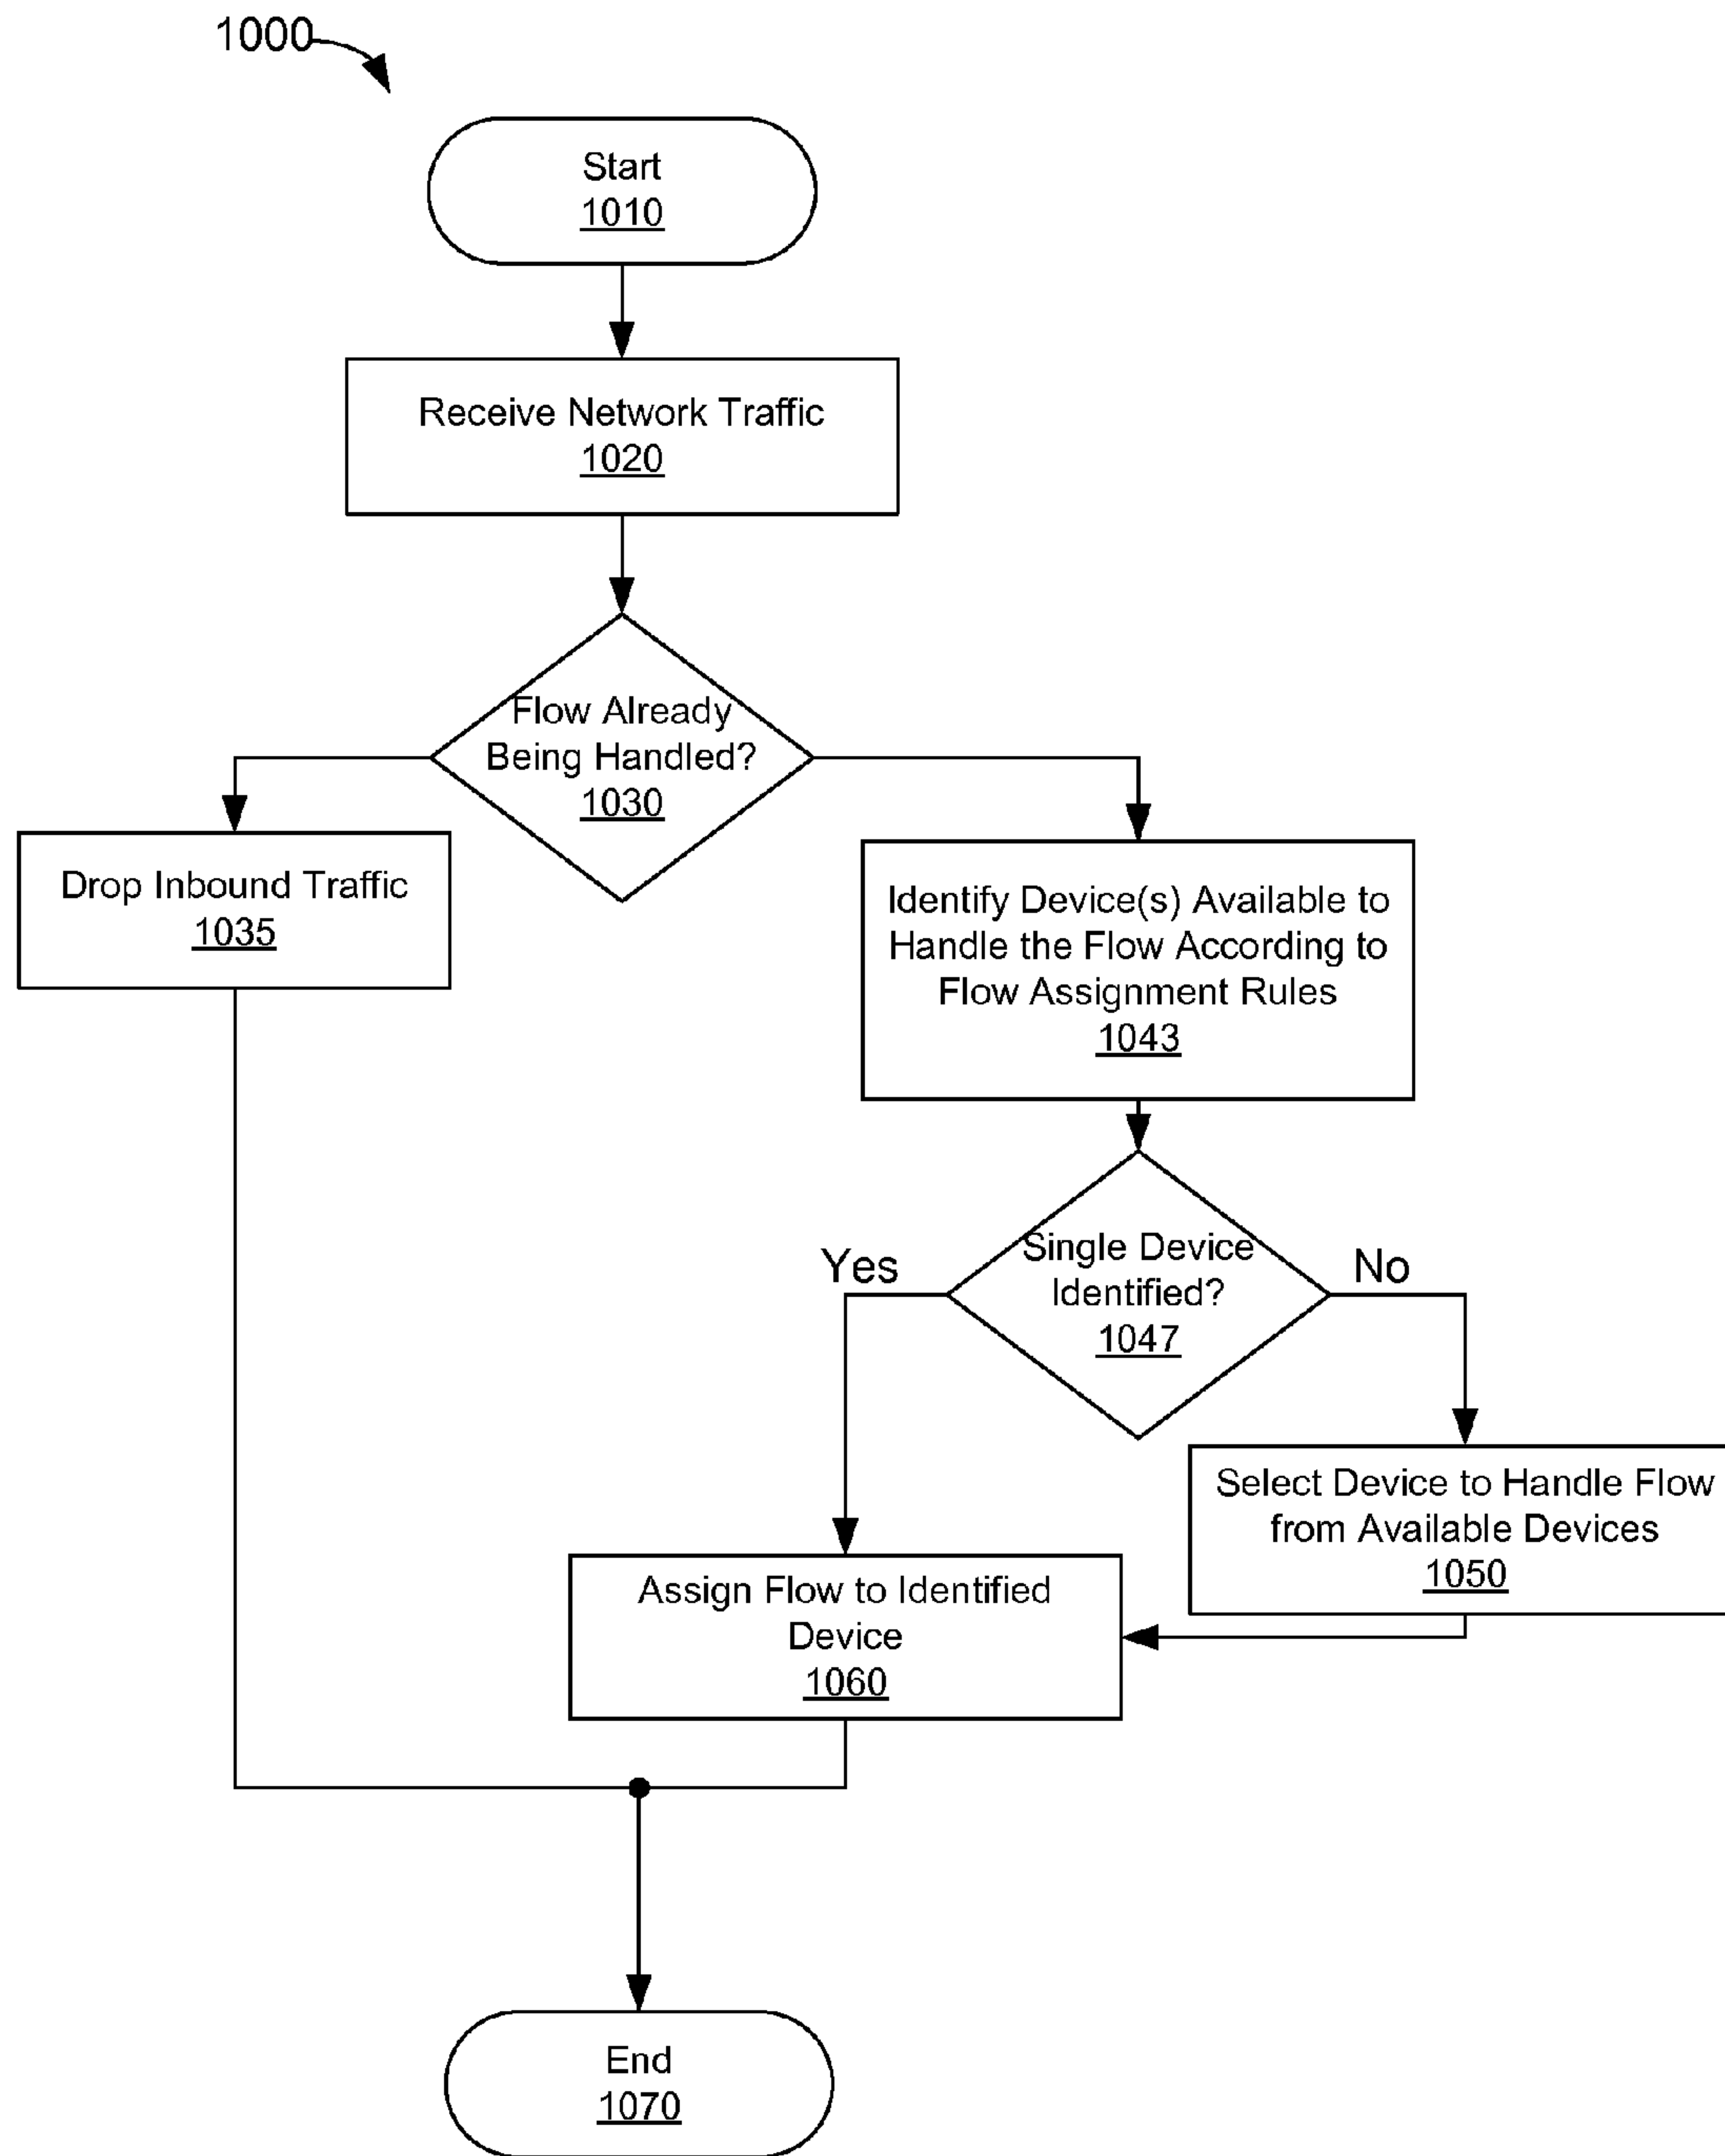 1000
Start
1010
Receive Network Traffic
1020
Flow Already
Being Handled?
1030
Drop Inbound Traffic
1035
Identify Device(s) Available to
Handle the Flow According to
Flow Assignment Rules
1043
Single Device
Identified?
1047
Yes
No
Select Device to Handle Flow
from Available Devices
1050
Assign Flow to Identified
Device
1060
End
1070